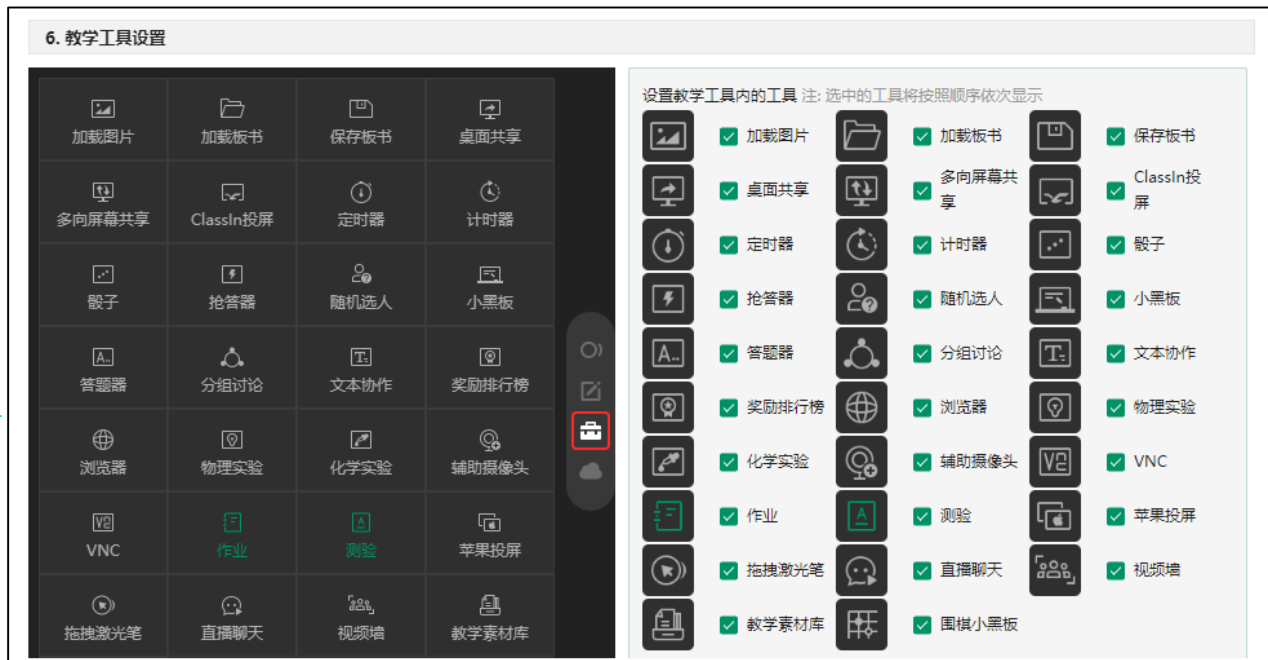 6. 教学工具设置
加载图片 加载板书 保存板书 桌面共享
多向屏幕共享 ClassIn投屏 定时器 计时器
骰子 抢答器 随机选人 小黑板
答题器 分组讨论 文本协作 奖励排行榜
浏览器 物理实验 化学实验 辅助摄像头
VNC 作业 测验 苹果投屏
拖拽激光笔 直播聊天 视频墙 教学素材库
设置教学工具内的工具 注: 选中的工具将按照顺序依次显示
加载图片 加载板书 保存板书
桌面共享 多向屏幕共
享 ClassIn投
屏
定时器 计时器 骰子
抢答器 随机选人 小黑板
答题器 分组讨论 文本协作
奖励排行榜 浏览器 物理实验
化学实验 辅助摄像头 VNC
作业 测验 苹果投屏
拖拽激光笔 直播聊天 视频墙
教学素材库 围棋小黑板